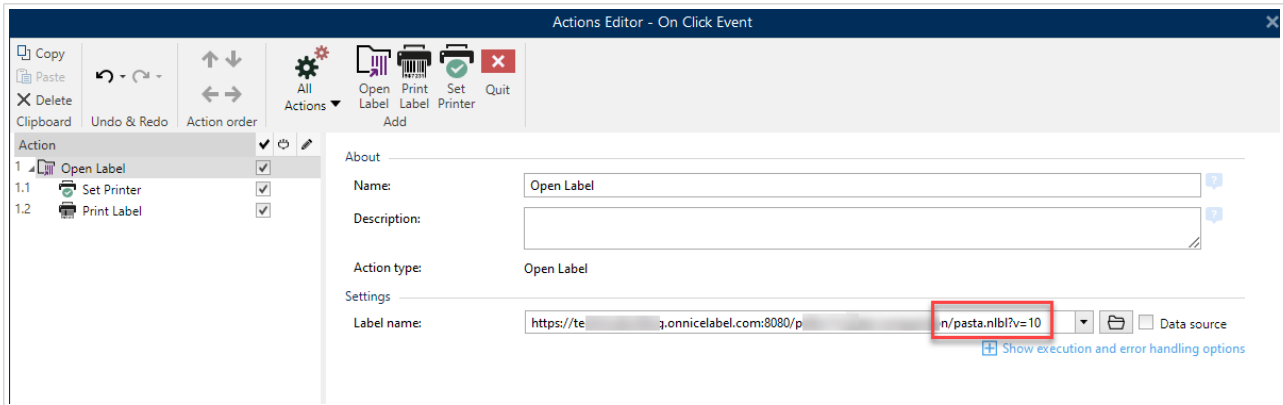 Actions Editor - On Click Event
Copy
Paste
Delete
Clipboard
Undo & Redo
Action order
All
Actions
Open
Label
Print
Label
Set
Printer
Quit
Add
Action
1 Open Label
1.1 Set Printer
1.2 Print Label
About
Name: Open Label
Description:
Action type: Open Label
Settings
Label name: https://te g.onnicelabel.com:8080/p n/pasta.nlbl?v=10 Data source
Show execution and error handling options